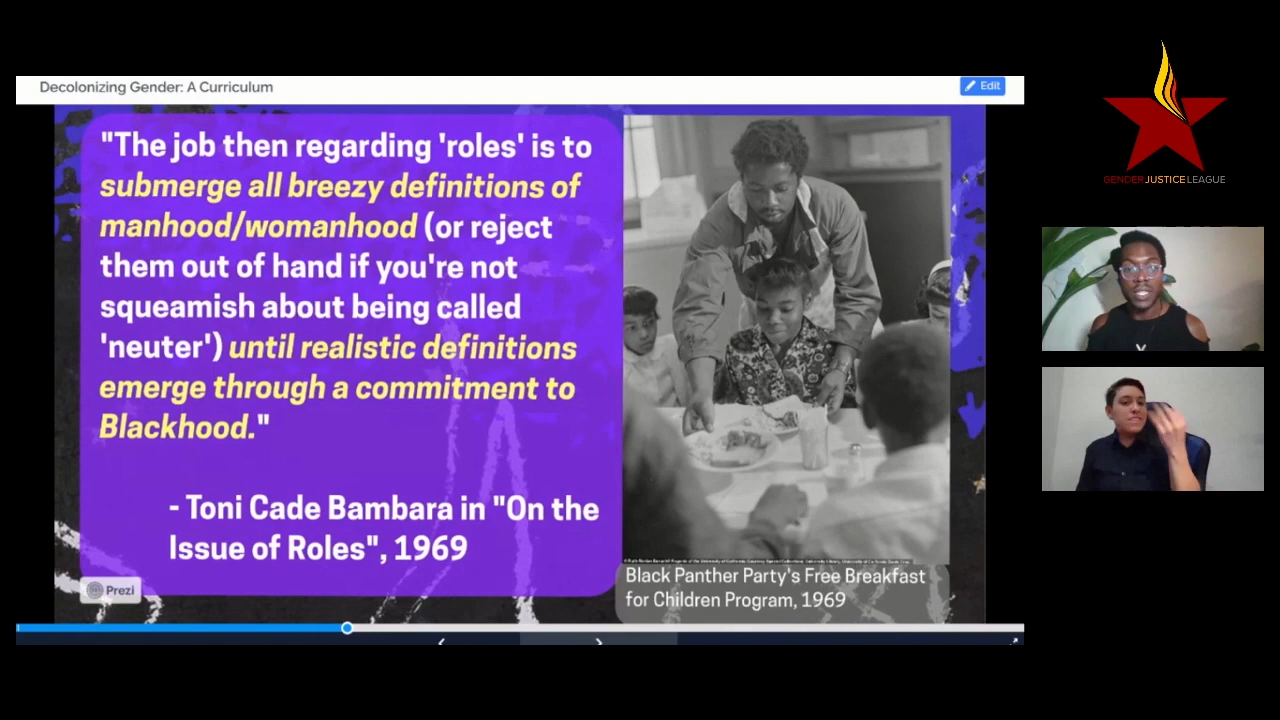 Decolonizing Gender: A Curriculum
Edit
"The job then regarding 'roles' is to
submerge all breezy definitions of
manhood/womanhood (or reject
them out of hand if you're not
squeamish about being called
'neuter') until realistic definitions
emerge through a commitment to
Blackhood."
- Toni Cade Bambara in "On the
Issue of Roles", 1969
Prezi
Black Panther Party's Free Breakfast
for Children Program, 1969
GENDER JUSTICE LEAGUE